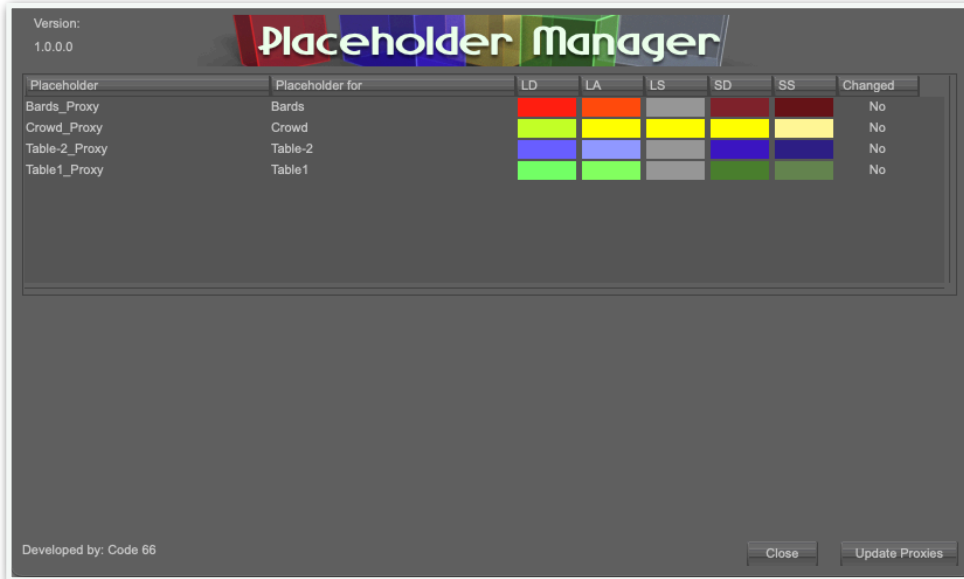 Version:
1.0.0.0
Placeholder Manager
Placeholder Placeholder for LD LA LS SD SS Changed
Bards_Proxy Bards No
Crowd_Proxy Crowd No
Table-2_Proxy Table-2 No
Table1_Proxy Table1 No
Developed by: Code 66
Close Update Proxies